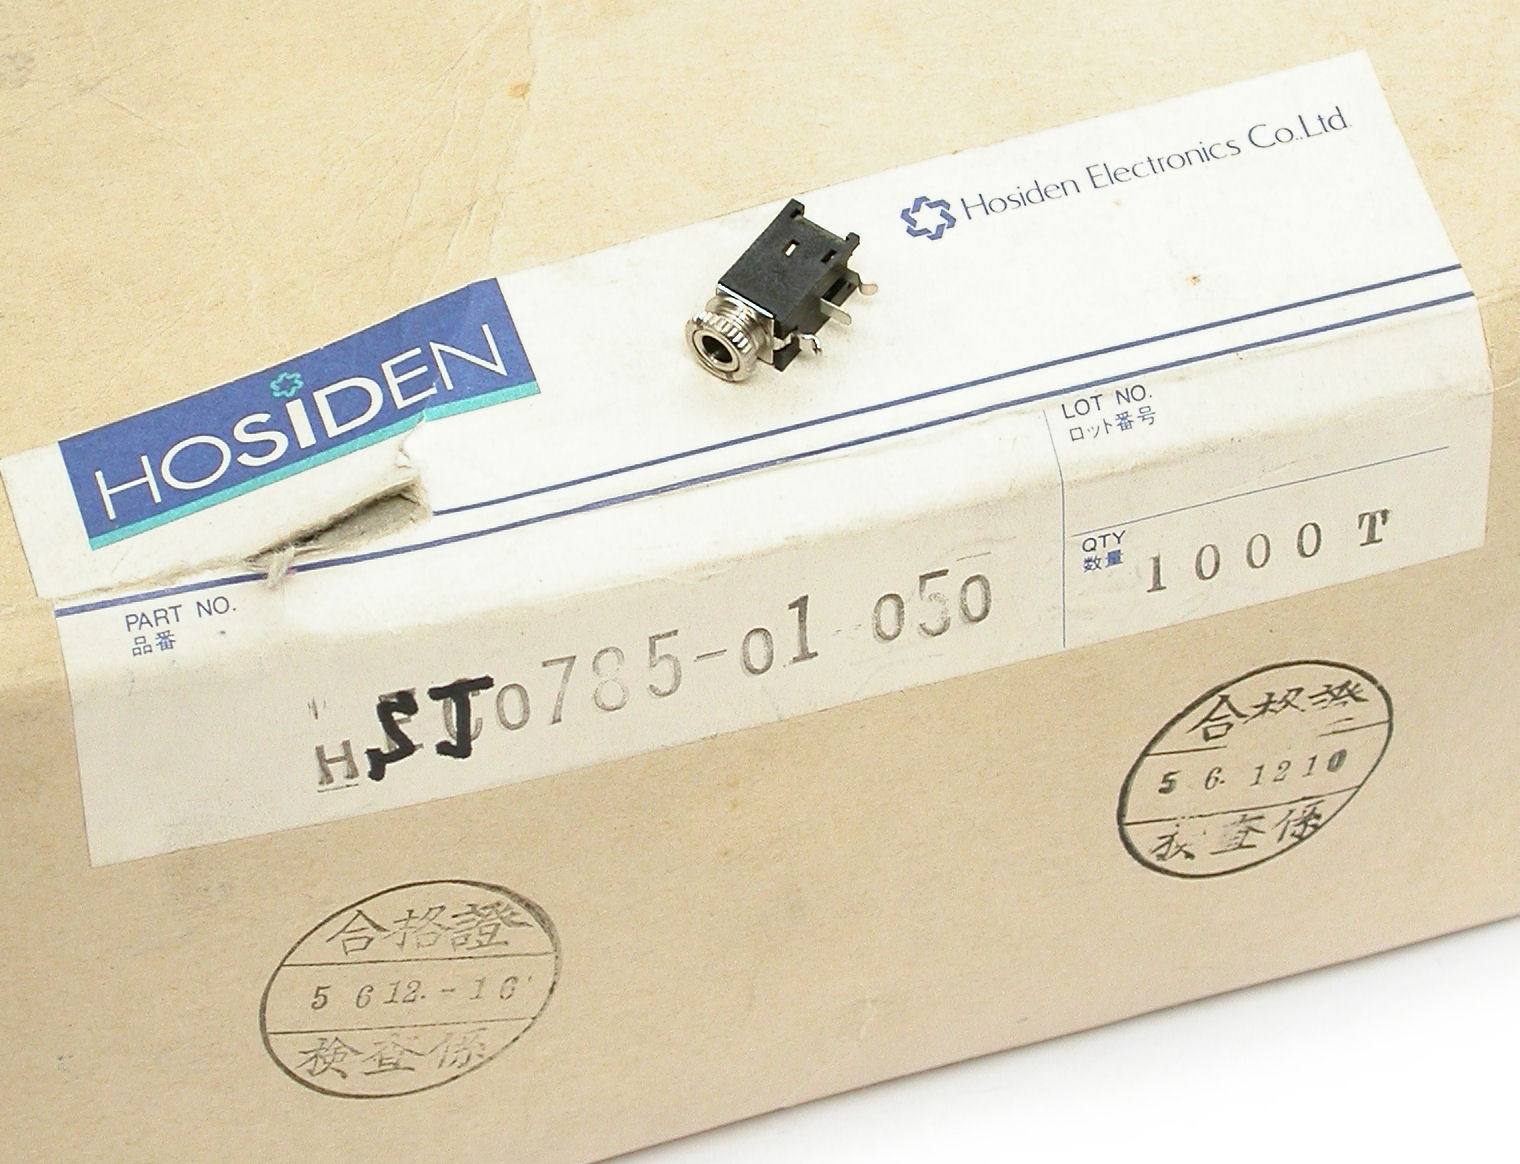 Hosiden Electronics Co.,Ltd.
HOSiDEN
LOT NO.
ロット番号
QTY
数量
1000 T
PART NO.
品番
HSJ0785-01 050
合格證
5 6. 12 10
検査係
合格證
5 6 12. - 16
検査係